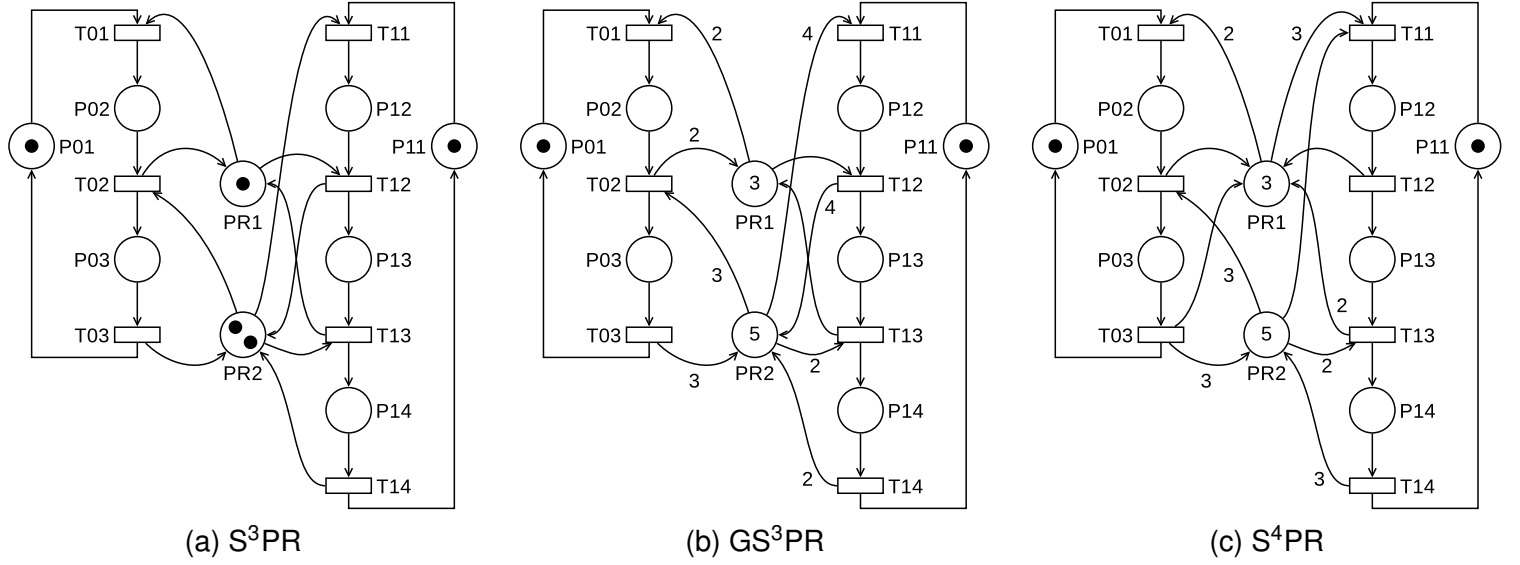 T01 T11
P02 P12
P01 P11
T02 T12
PR1
P03 P13
T03 T13
PR2
P14
T14
(a) S³PR
T01 2 4 T11
P02 P12
2
P01 P11
T02 3 T12
4
PR1
P03 P13
3
T03 5 T13
2
3 PR2
P14
2 T14
(b) GS³PR
T01 2 3 T11
P02 P12
P01 P11
T02 3 T12
PR1
P03 P13
3
2
T03 5 T13
2
3 PR2
P14
3 T14
(c) S⁴PR